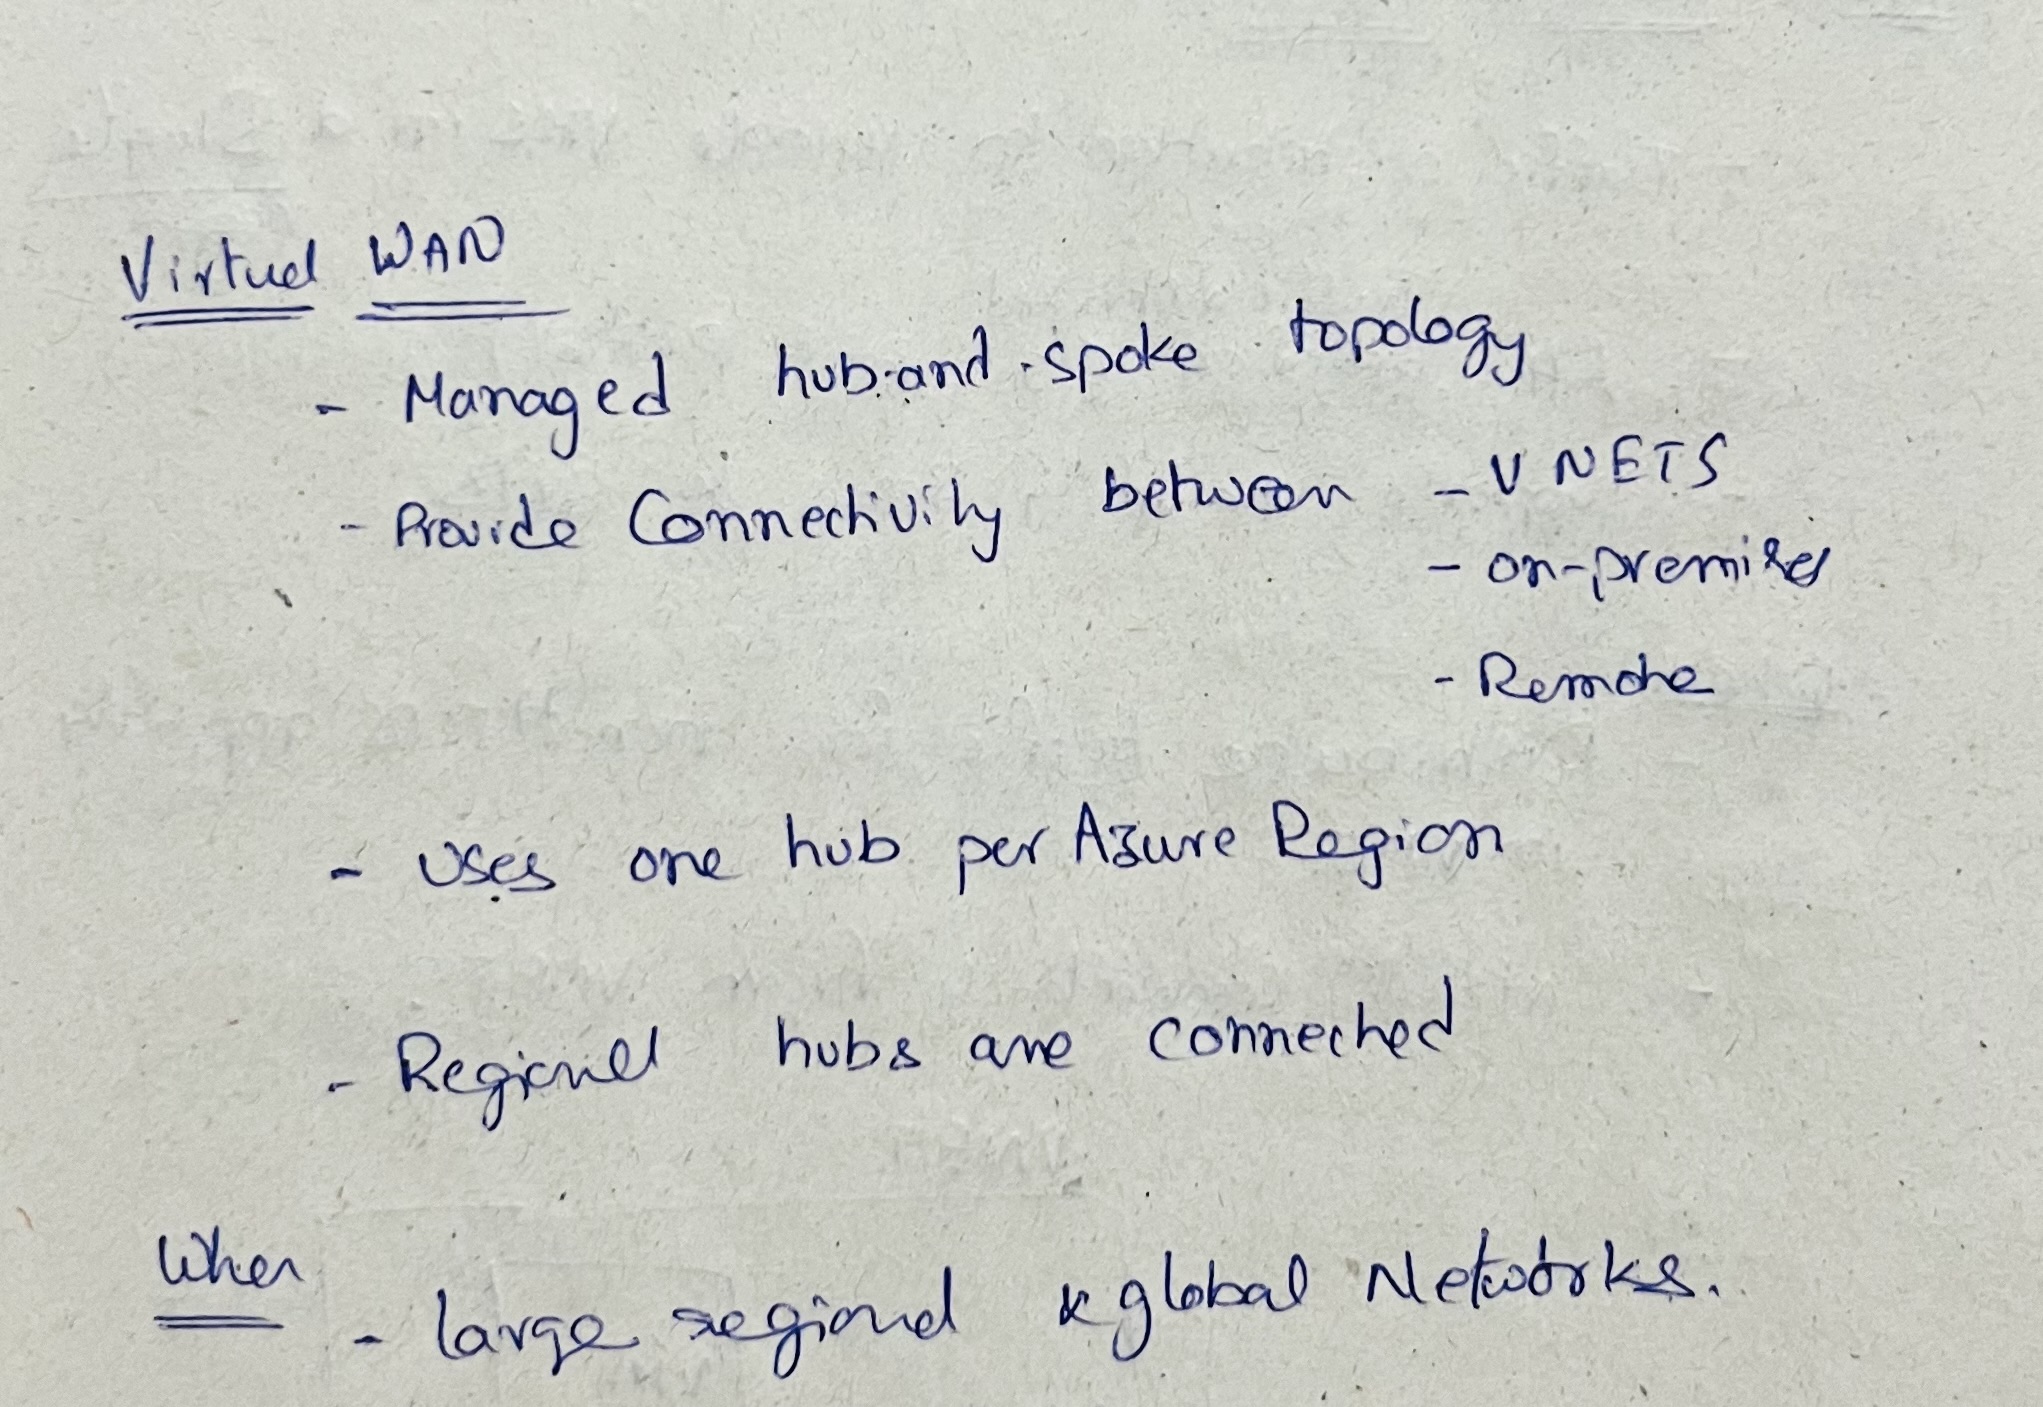 Virtual WAN
- Managed hub-and-spoke topology
- Provide Connectivity between - VNETS
- on-premises
- Remote
- Uses one hub per Azure Region
- Regional hubs are connected
When
- large regional & global Networks.